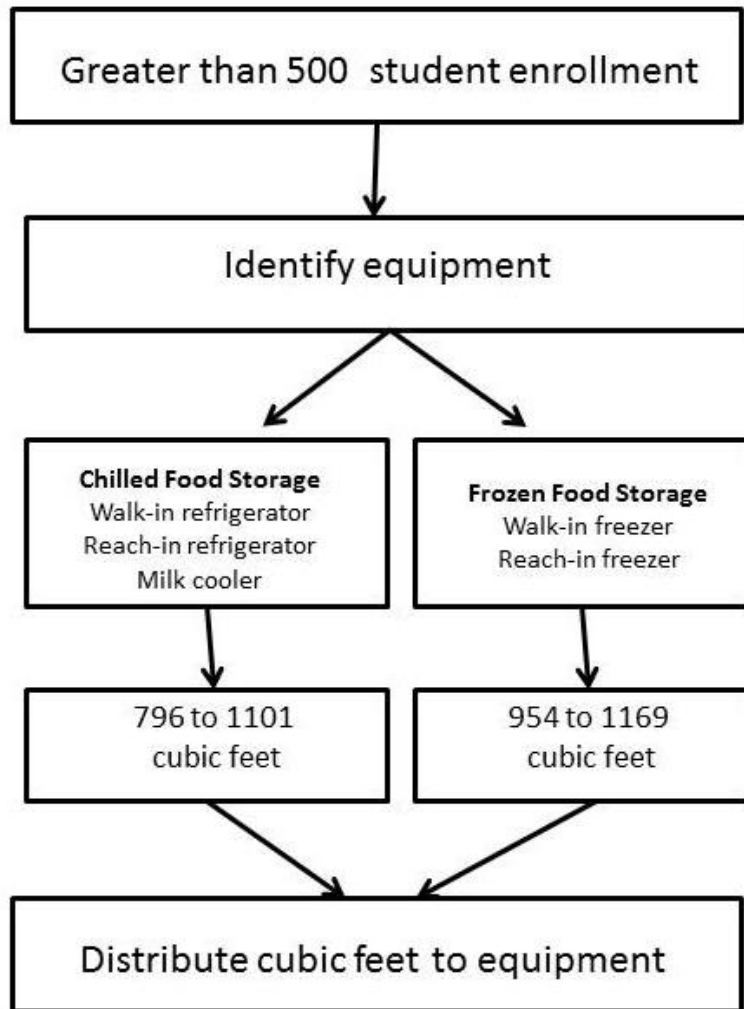 Greater than 500 student enrollment
Identify equipment
Chilled Food Storage
Walk-in refrigerator
Reach-in refrigerator
Milk cooler
Frozen Food Storage
Walk-in freezer
Reach-in freezer
796 to 1101
cubic feet
954 to 1169
cubic feet
Distribute cubic feet to equipment